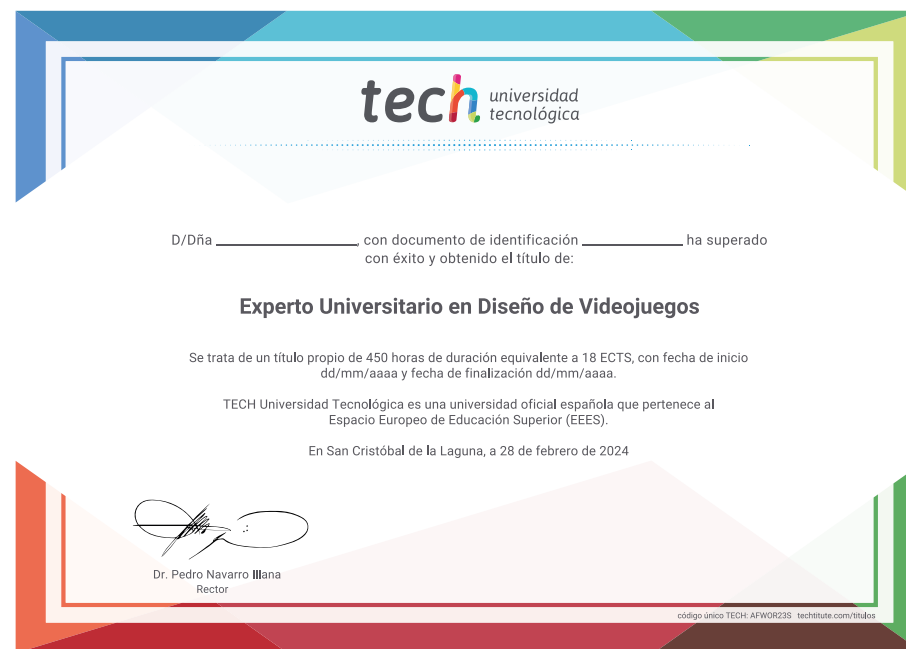 tech universidad
tecnológica
D/Dña ______________, con documento de identificación __________ ha superado
con éxito y obtenido el título de:
Experto Universitario en Diseño de Videojuegos
Se trata de un título propio de 450 horas de duración equivalente a 18 ECTS, con fecha de inicio
dd/mm/aaaa y fecha de finalización dd/mm/aaaa.
TECH Universidad Tecnológica es una universidad oficial española que pertenece al
Espacio Europeo de Educación Superior (EEES).
En San Cristóbal de la Laguna, a 28 de febrero de 2024
Dr. Pedro Navarro Illana
Rector
código único TECH: AFWOR23S techtitute.com/titulos